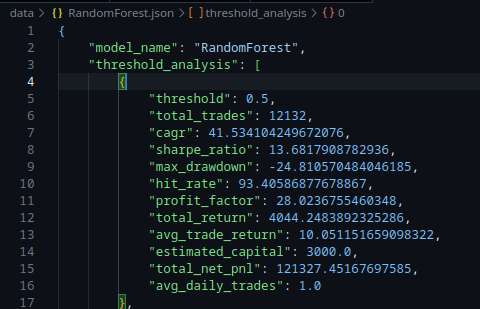 data > {} RandomForest.json > [ ] threshold_analysis > {} 0
1 {
2 "model_name": "RandomForest",
3 "threshold_analysis": [
4 {
5 "threshold": 0.5,
6 "total_trades": 12132,
7 "cagr": 41.534104249672076,
8 "sharpe_ratio": 13.6817908782936,
9 "max_drawdown": -24.810570484046185,
10 "hit_rate": 93.40586877678867,
11 "profit_factor": 28.0236755460348,
12 "total_return": 4044.2483892325286,
13 "avg_trade_return": 10.051151659098322,
14 "estimated_capital": 3000.0,
15 "total_net_pnl": 121327.45167697585,
16 "avg_daily_trades": 1.0
17 },